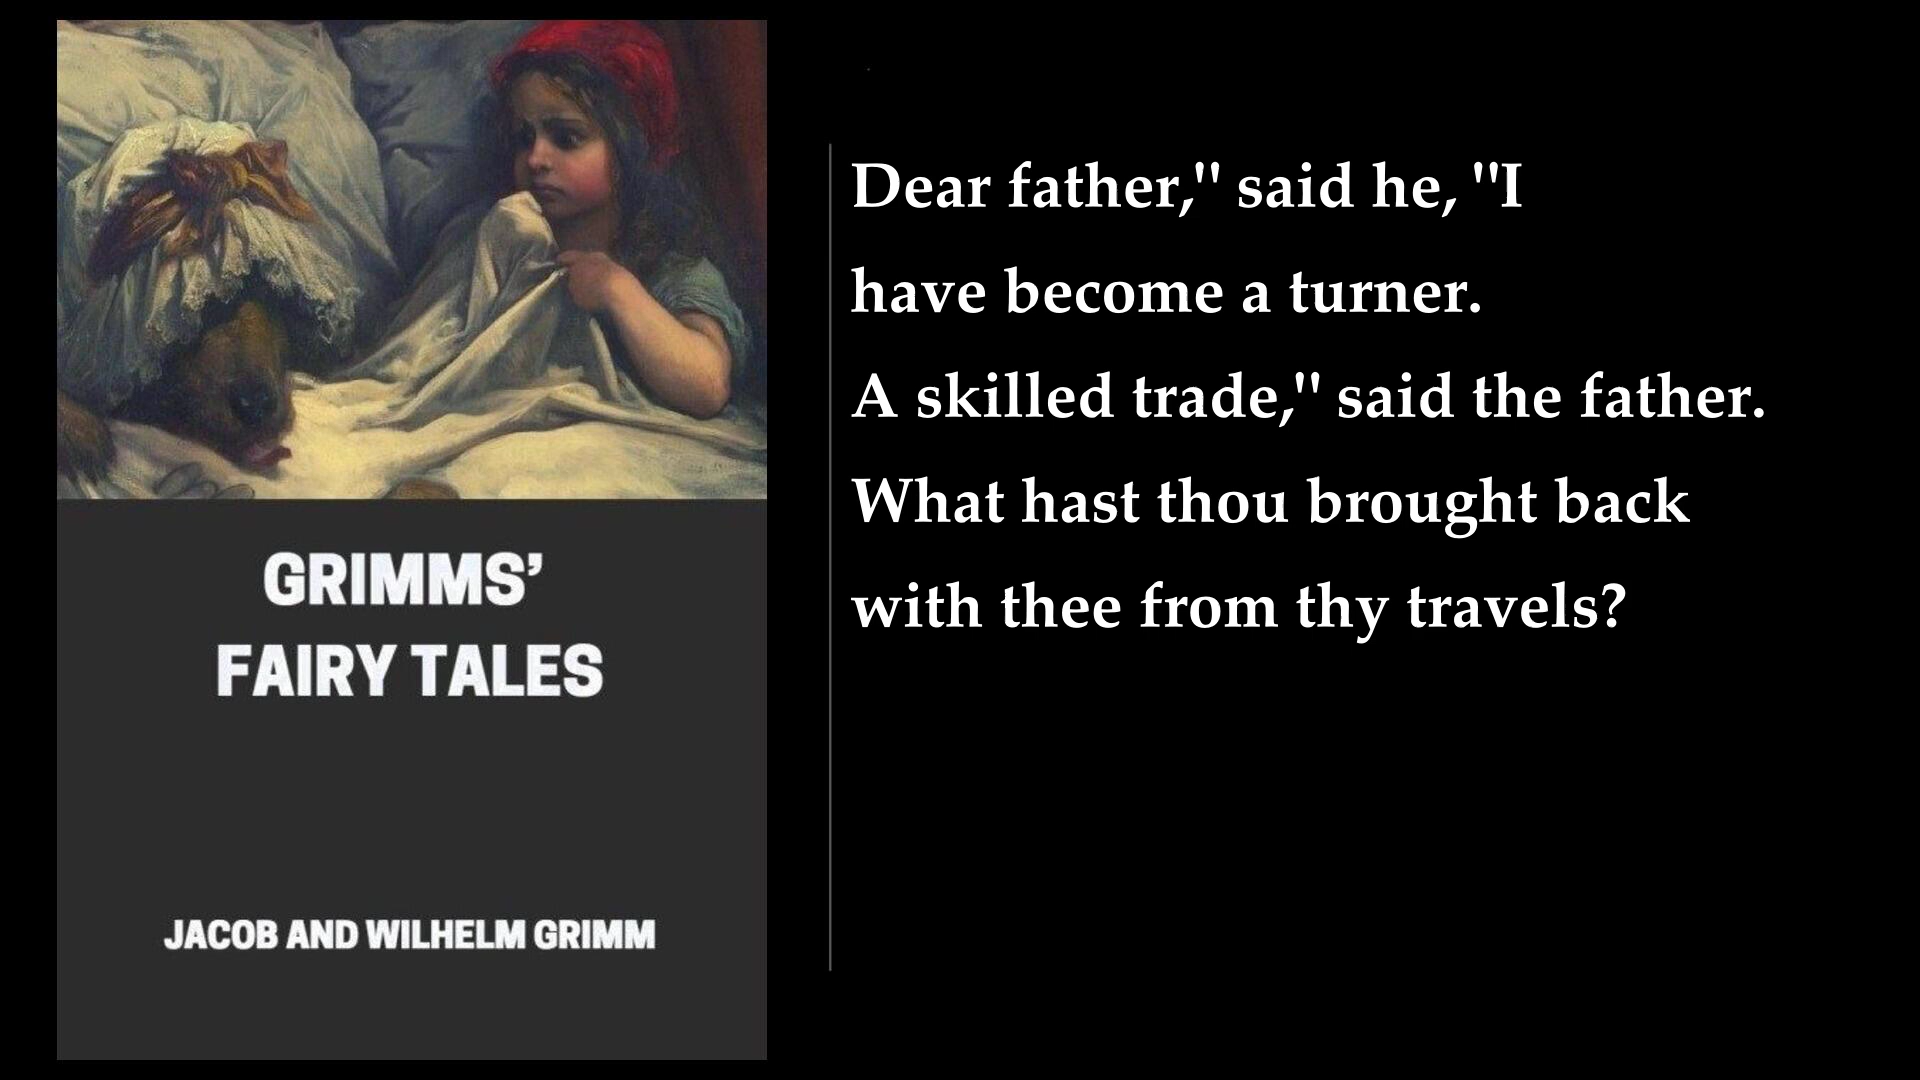 GRIMMS’
FAIRY TALES
JACOB AND WILHELM GRIMM
Dear father," said he, "I
have become a turner.
A skilled trade," said the father.
What hast thou brought back
with thee from thy travels?